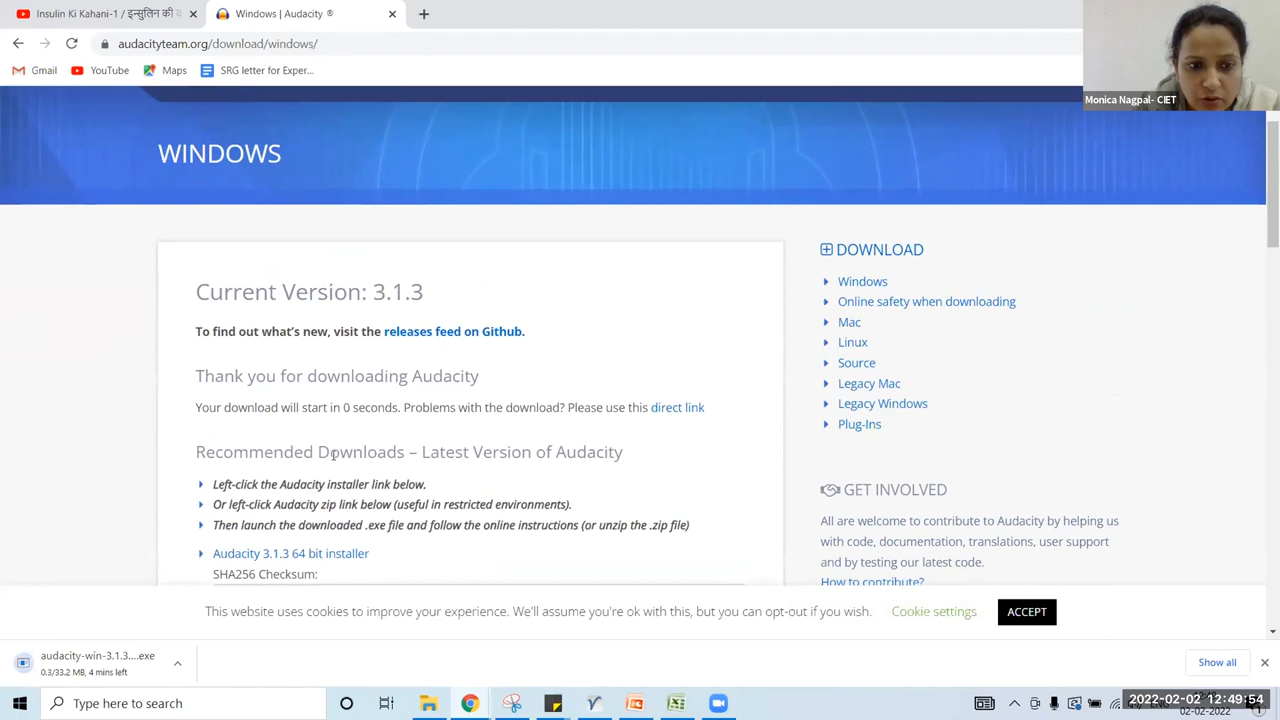 Insulin Ki Kahani-1 / इन्सुलिन की
Windows | Audacity ®
audacityteam.org/download/windows/
Gmail
YouTube
Maps
SRG letter for Exper...
Monica Nagpal- CIET
WINDOWS
Current Version: 3.1.3
To find out what's new, visit the releases feed on Github.
Thank you for downloading Audacity
Your download will start in 0 seconds. Problems with the download? Please use this direct link
Recommended Downloads – Latest Version of Audacity
Left-click the Audacity installer link below.
Or left-click Audacity zip link below (useful in restricted environments).
Then launch the downloaded .exe file and follow the online instructions (or unzip the .zip file)
Audacity 3.1.3 64 bit installer
SHA256 Checksum:
DOWNLOAD
Windows
Online safety when downloading
Mac
Linux
Source
Legacy Mac
Legacy Windows
Plug-Ins
GET INVOLVED
All are welcome to contribute to Audacity by helping us
with code, documentation, translations, user support
and by testing our latest code.
How to contribute?
This website uses cookies to improve your experience. We'll assume you're ok with this, but you can opt-out if you wish.
Cookie settings
ACCEPT
audacity-win-3.1.3....exe
0.3/33.2 MB, 4 mins left
Show all
Type here to search
2022-02-02 12:49:54
02-02-2022